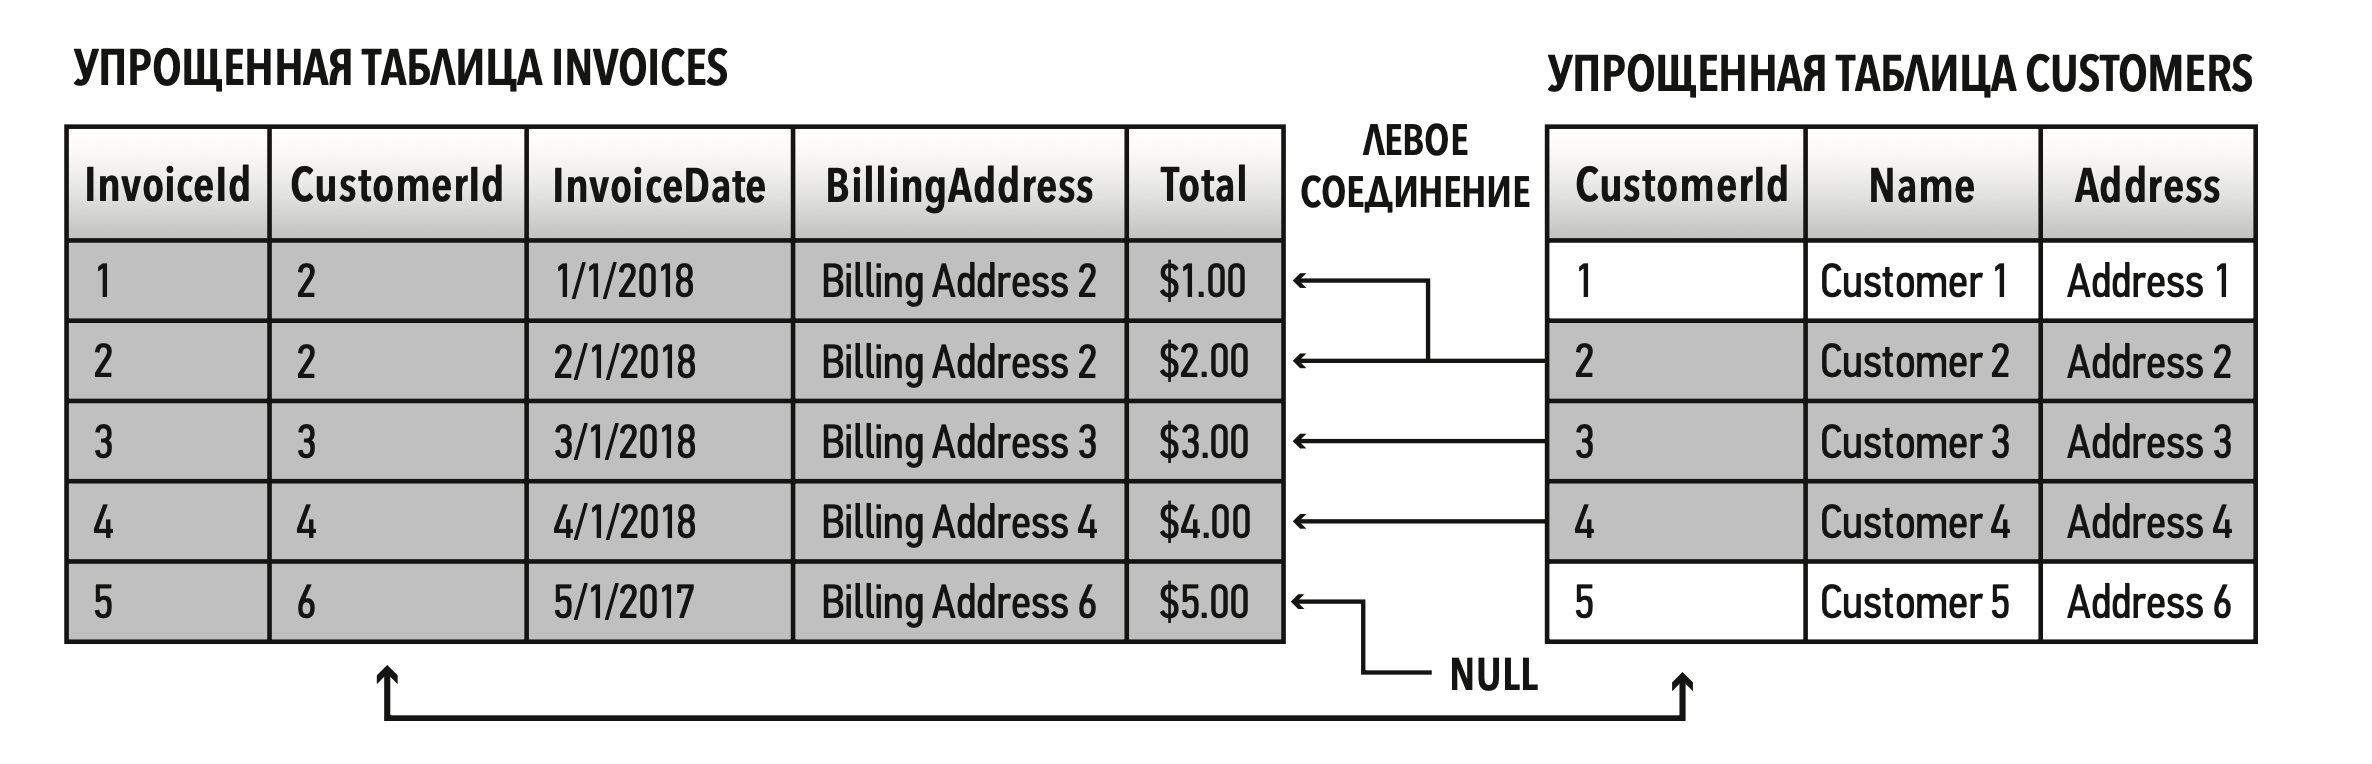 УПРОЩЕННАЯ ТАБЛИЦА INVOICES
InvoiceId CustomerId InvoiceDate BillingAddress Total
1 2 1/1/2018 Billing Address 2 $1.00
2 2 2/1/2018 Billing Address 2 $2.00
3 3 3/1/2018 Billing Address 3 $3.00
4 4 4/1/2018 Billing Address 4 $4.00
5 6 5/1/2017 Billing Address 6 $5.00
ЛЕВОЕ
СОЕДИНЕНИЕ
NULL
УПРОЩЕННАЯ ТАБЛИЦА CUSTOMERS
CustomerId Name Address
1 Customer 1 Address 1
2 Customer 2 Address 2
3 Customer 3 Address 3
4 Customer 4 Address 4
5 Customer 5 Address 6